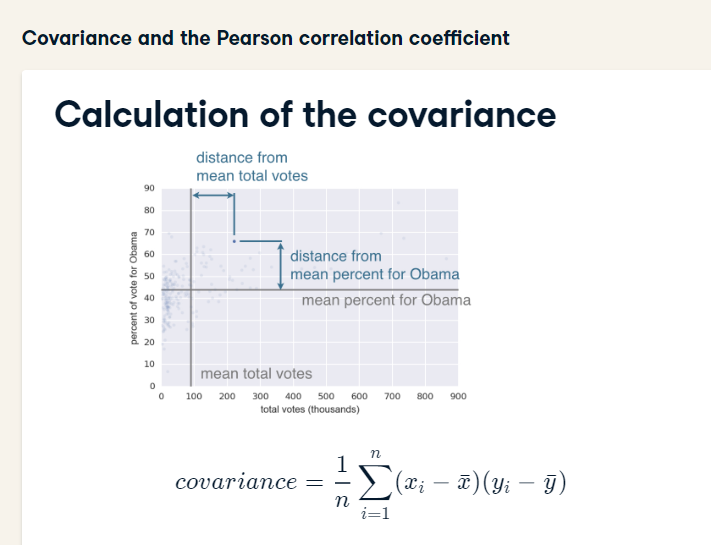 Covariance and the Pearson correlation coefficient
Calculation of the covariance
distance from
mean total votes
90
80
70
60
50
40
30
20
10
0
percent of vote for Obama
distance from
mean percent for Obama
mean percent for Obama
mean total votes
0 100 200 300 400 500 600 700 800 900
total votes (thousands)
covariance = \frac{1}{n} \sum_{i=1}^{n} (x_i − x̄)(y_i − ȳ)